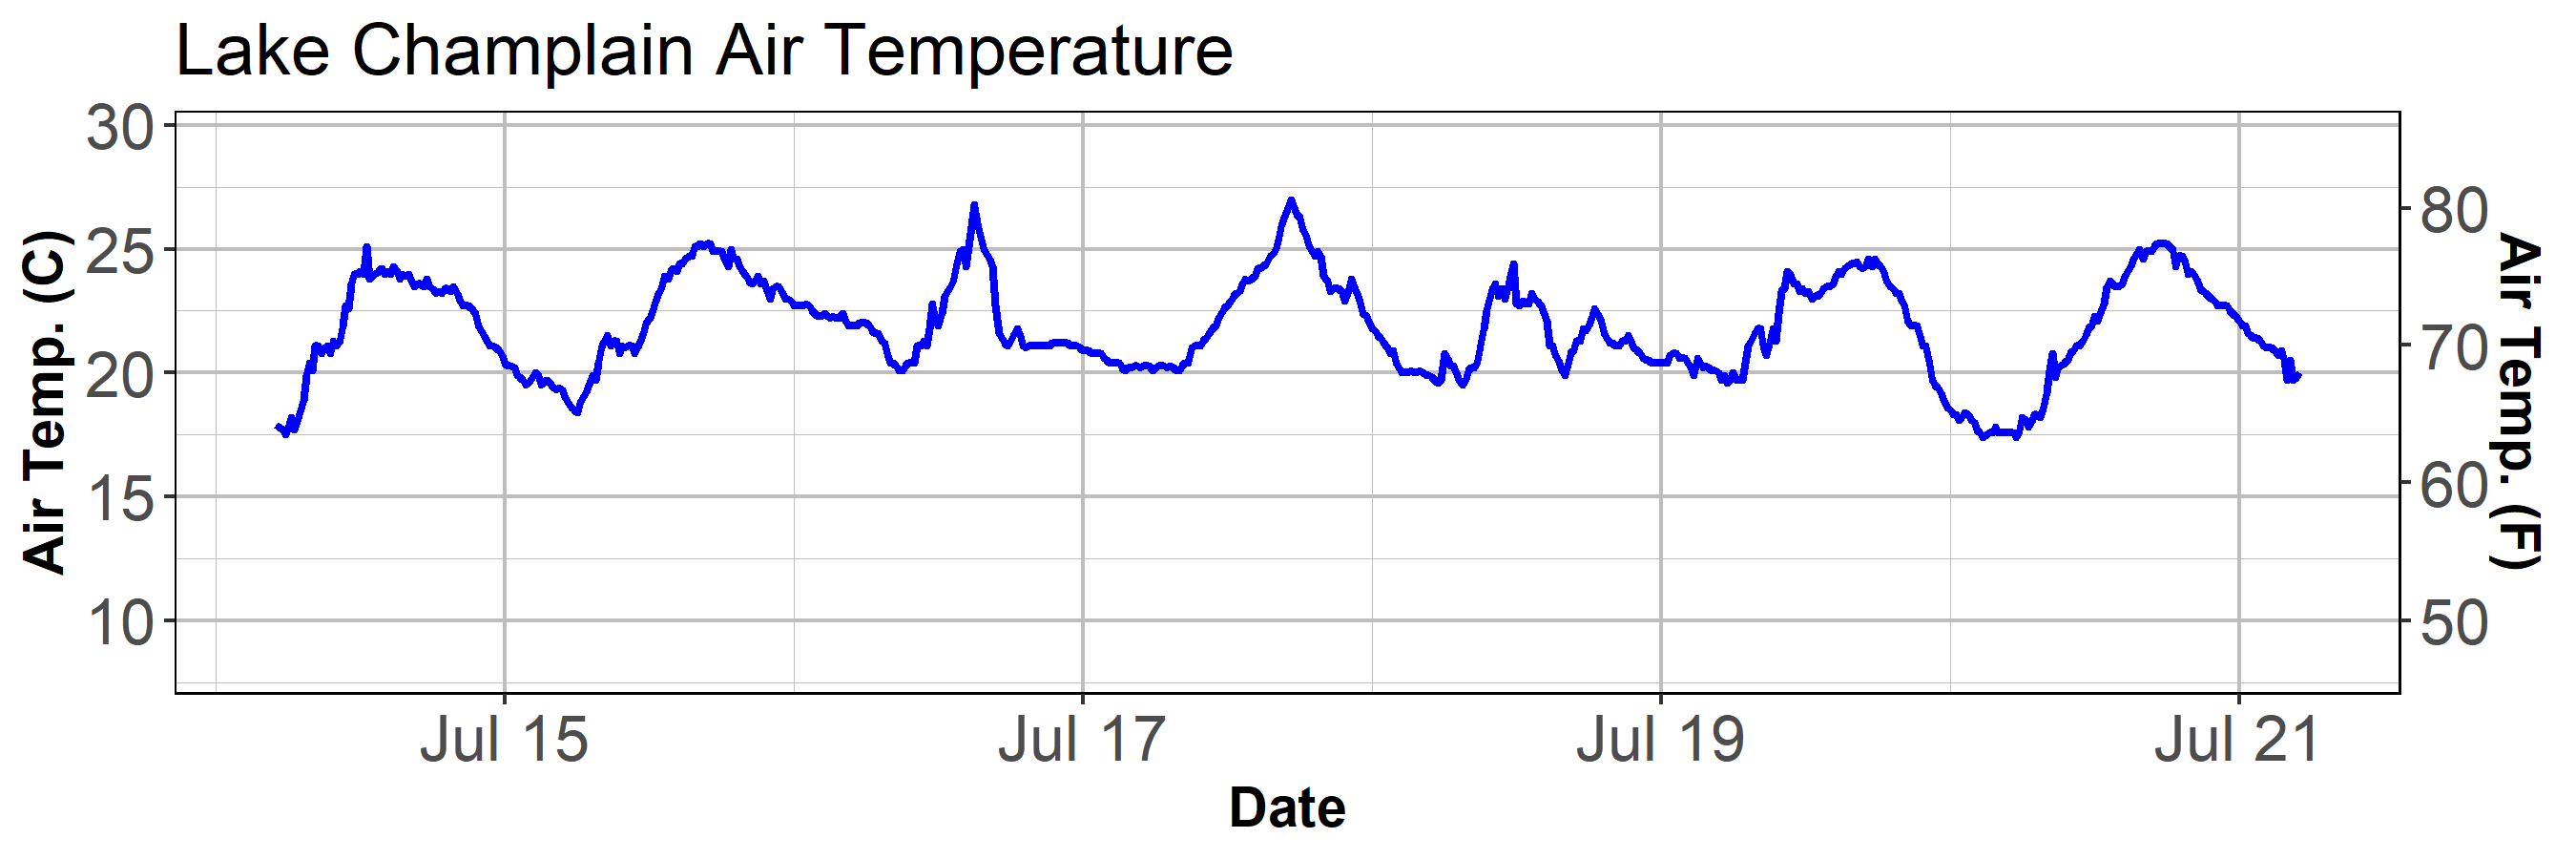 Lake Champlain Air Temperature
Air Temp. (C)
30
25
20
15
10
80
70
60
50
Air Temp. (F)
Jul 15
Jul 17
Jul 19
Jul 21
Date